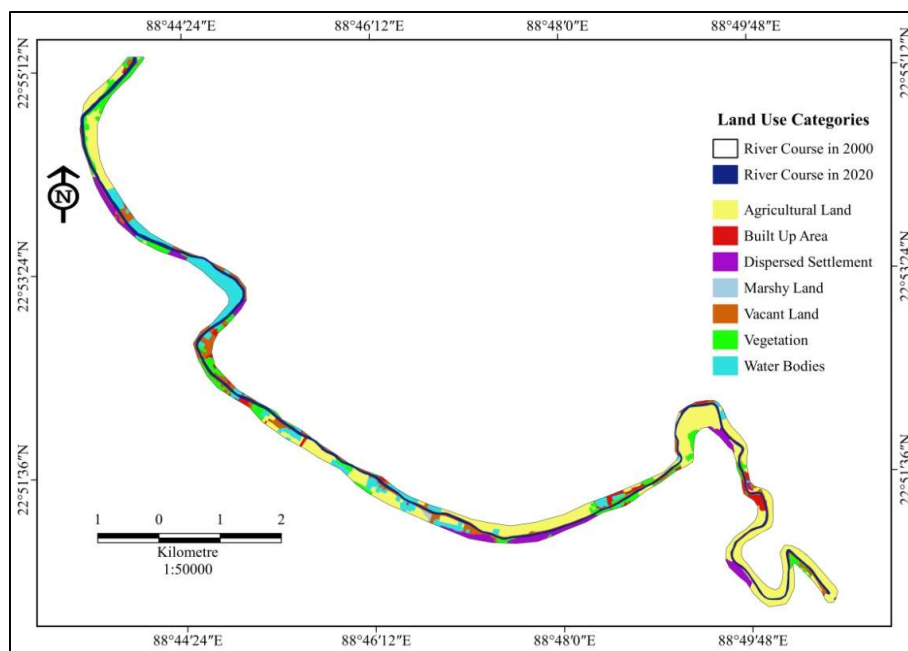 88°44′24″E 88°46′12″E 88°48′0″E 88°49′48″E
22°55′12″N 22°55′12″N
Land Use Categories
River Course in 2000
River Course in 2020
N
Agricultural Land
Built Up Area
Dispersed Settlement
22°53′24″N 22°53′24″N
Marshy Land
Vacant Land
Vegetation
Water Bodies
22°51′36″N 22°51′36″N
1 0 1 2
Kilometre
1:50000
88°44′24″E 88°46′12″E 88°48′0″E 88°49′48″E